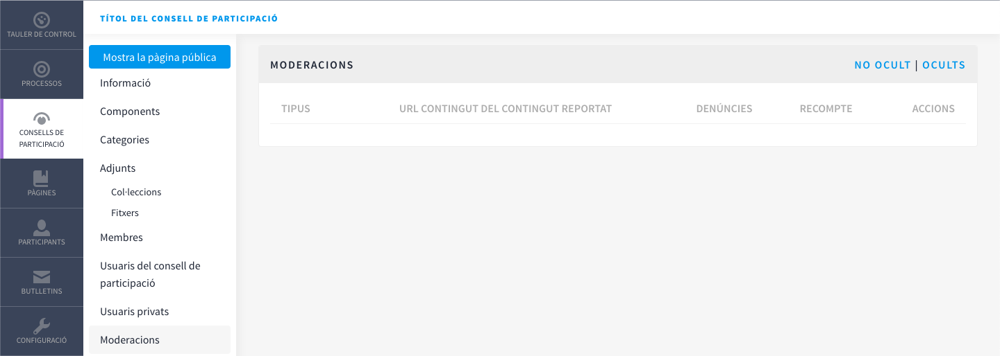 TAULER DE CONTROL
PROCESSOS
CONSELLS DE
PARTICIPACIÓ
PÀGINES
PARTICIPANTS
BUTLLETINS
CONFIGURACIÓ
TÍTOL DEL CONSELL DE PARTICIPACIÓ
Mostra la pàgina pública
Informació
Components
Categories
Adjunts
Col·leccions
Fitxers
Membres
Usuaris del consell de
participació
Usuaris privats
Moderacions
MODERACIONS NO OCULT | OCULTS
TIPUS URL CONTINGUT DEL CONTINGUT REPORTAT DENÚNCIES RECOMPTE ACCIONS